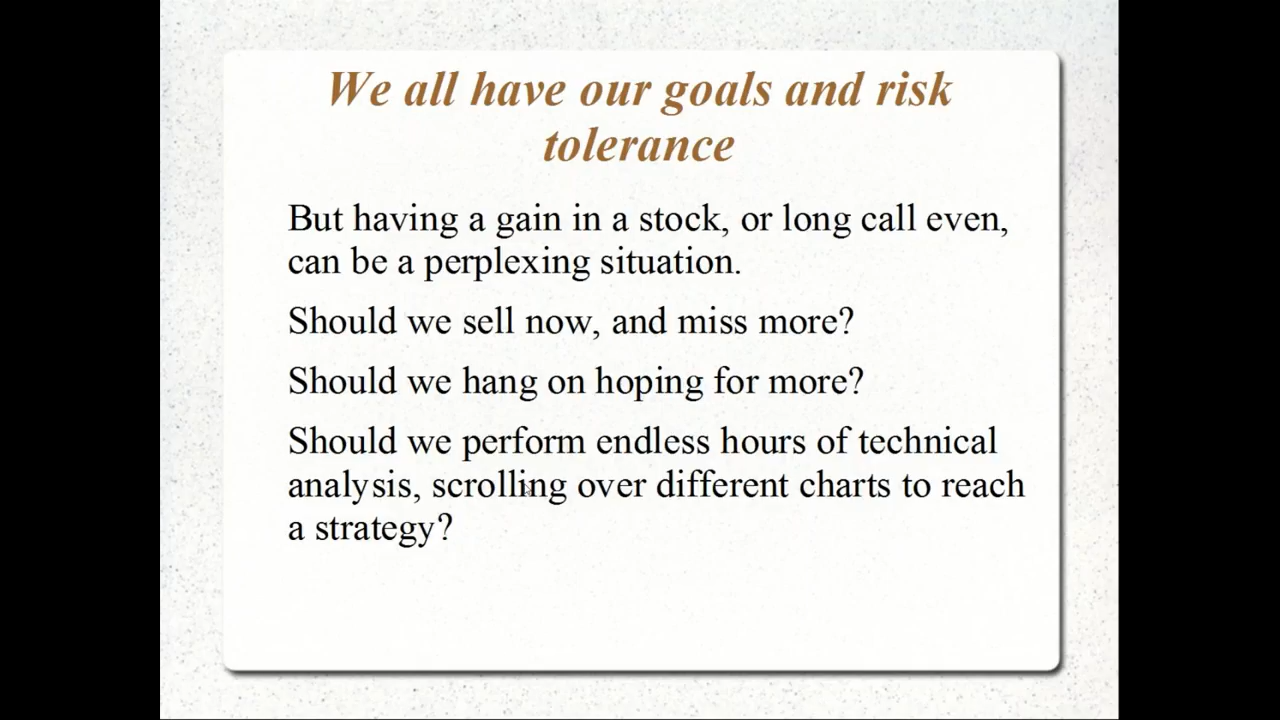 We all have our goals and risk
tolerance
But having a gain in a stock, or long call even,
can be a perplexing situation.
Should we sell now, and miss more?
Should we hang on hoping for more?
Should we perform endless hours of technical
analysis, scrolling over different charts to reach
a strategy?